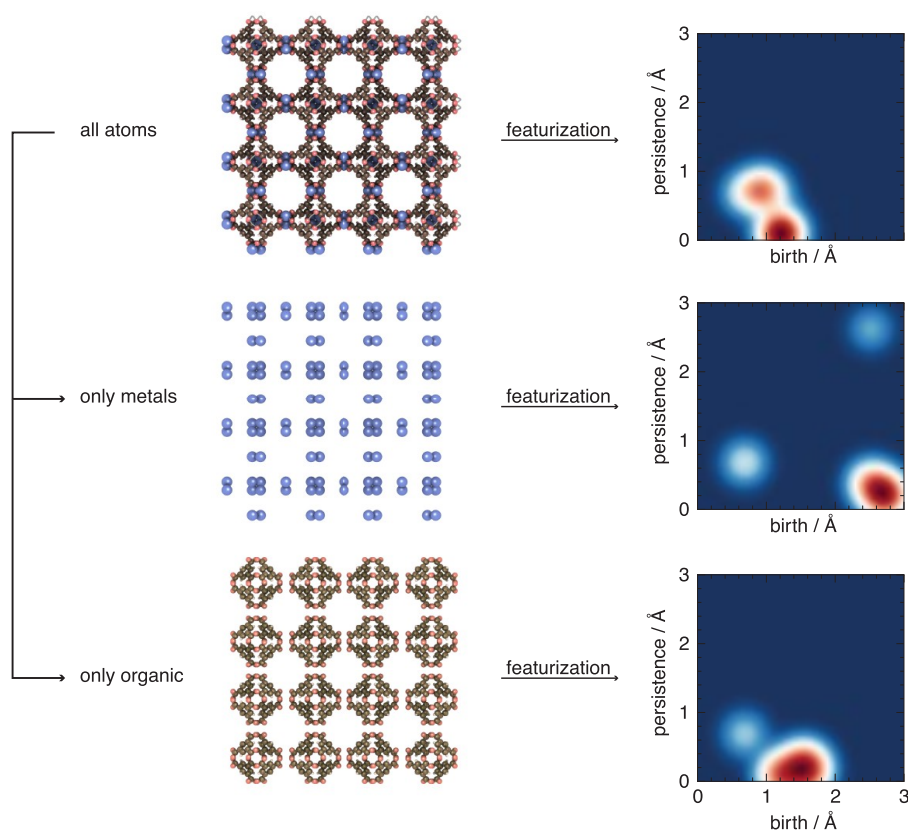 all atoms
featurization
3
2
1
0
persistence / Å
birth / Å
only metals
featurization
3
2
1
0
persistence / Å
birth / Å
only organic
featurization
3
2
1
0
persistence / Å
0 1 2 3
birth / Å